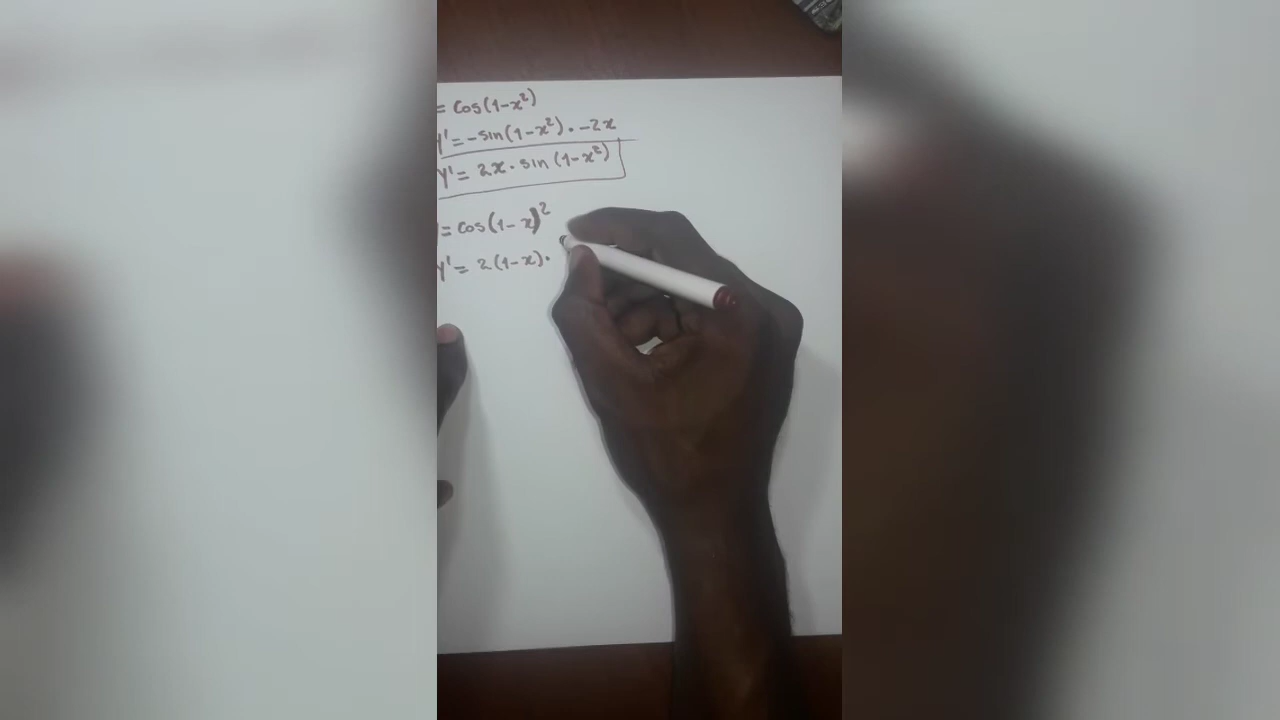 = cos(1-x²)
y' = -sin(1-x²) · -2x
y' = 2x · sin(1-x²)
= cos(1-x)²
y' = 2(1-x) ·